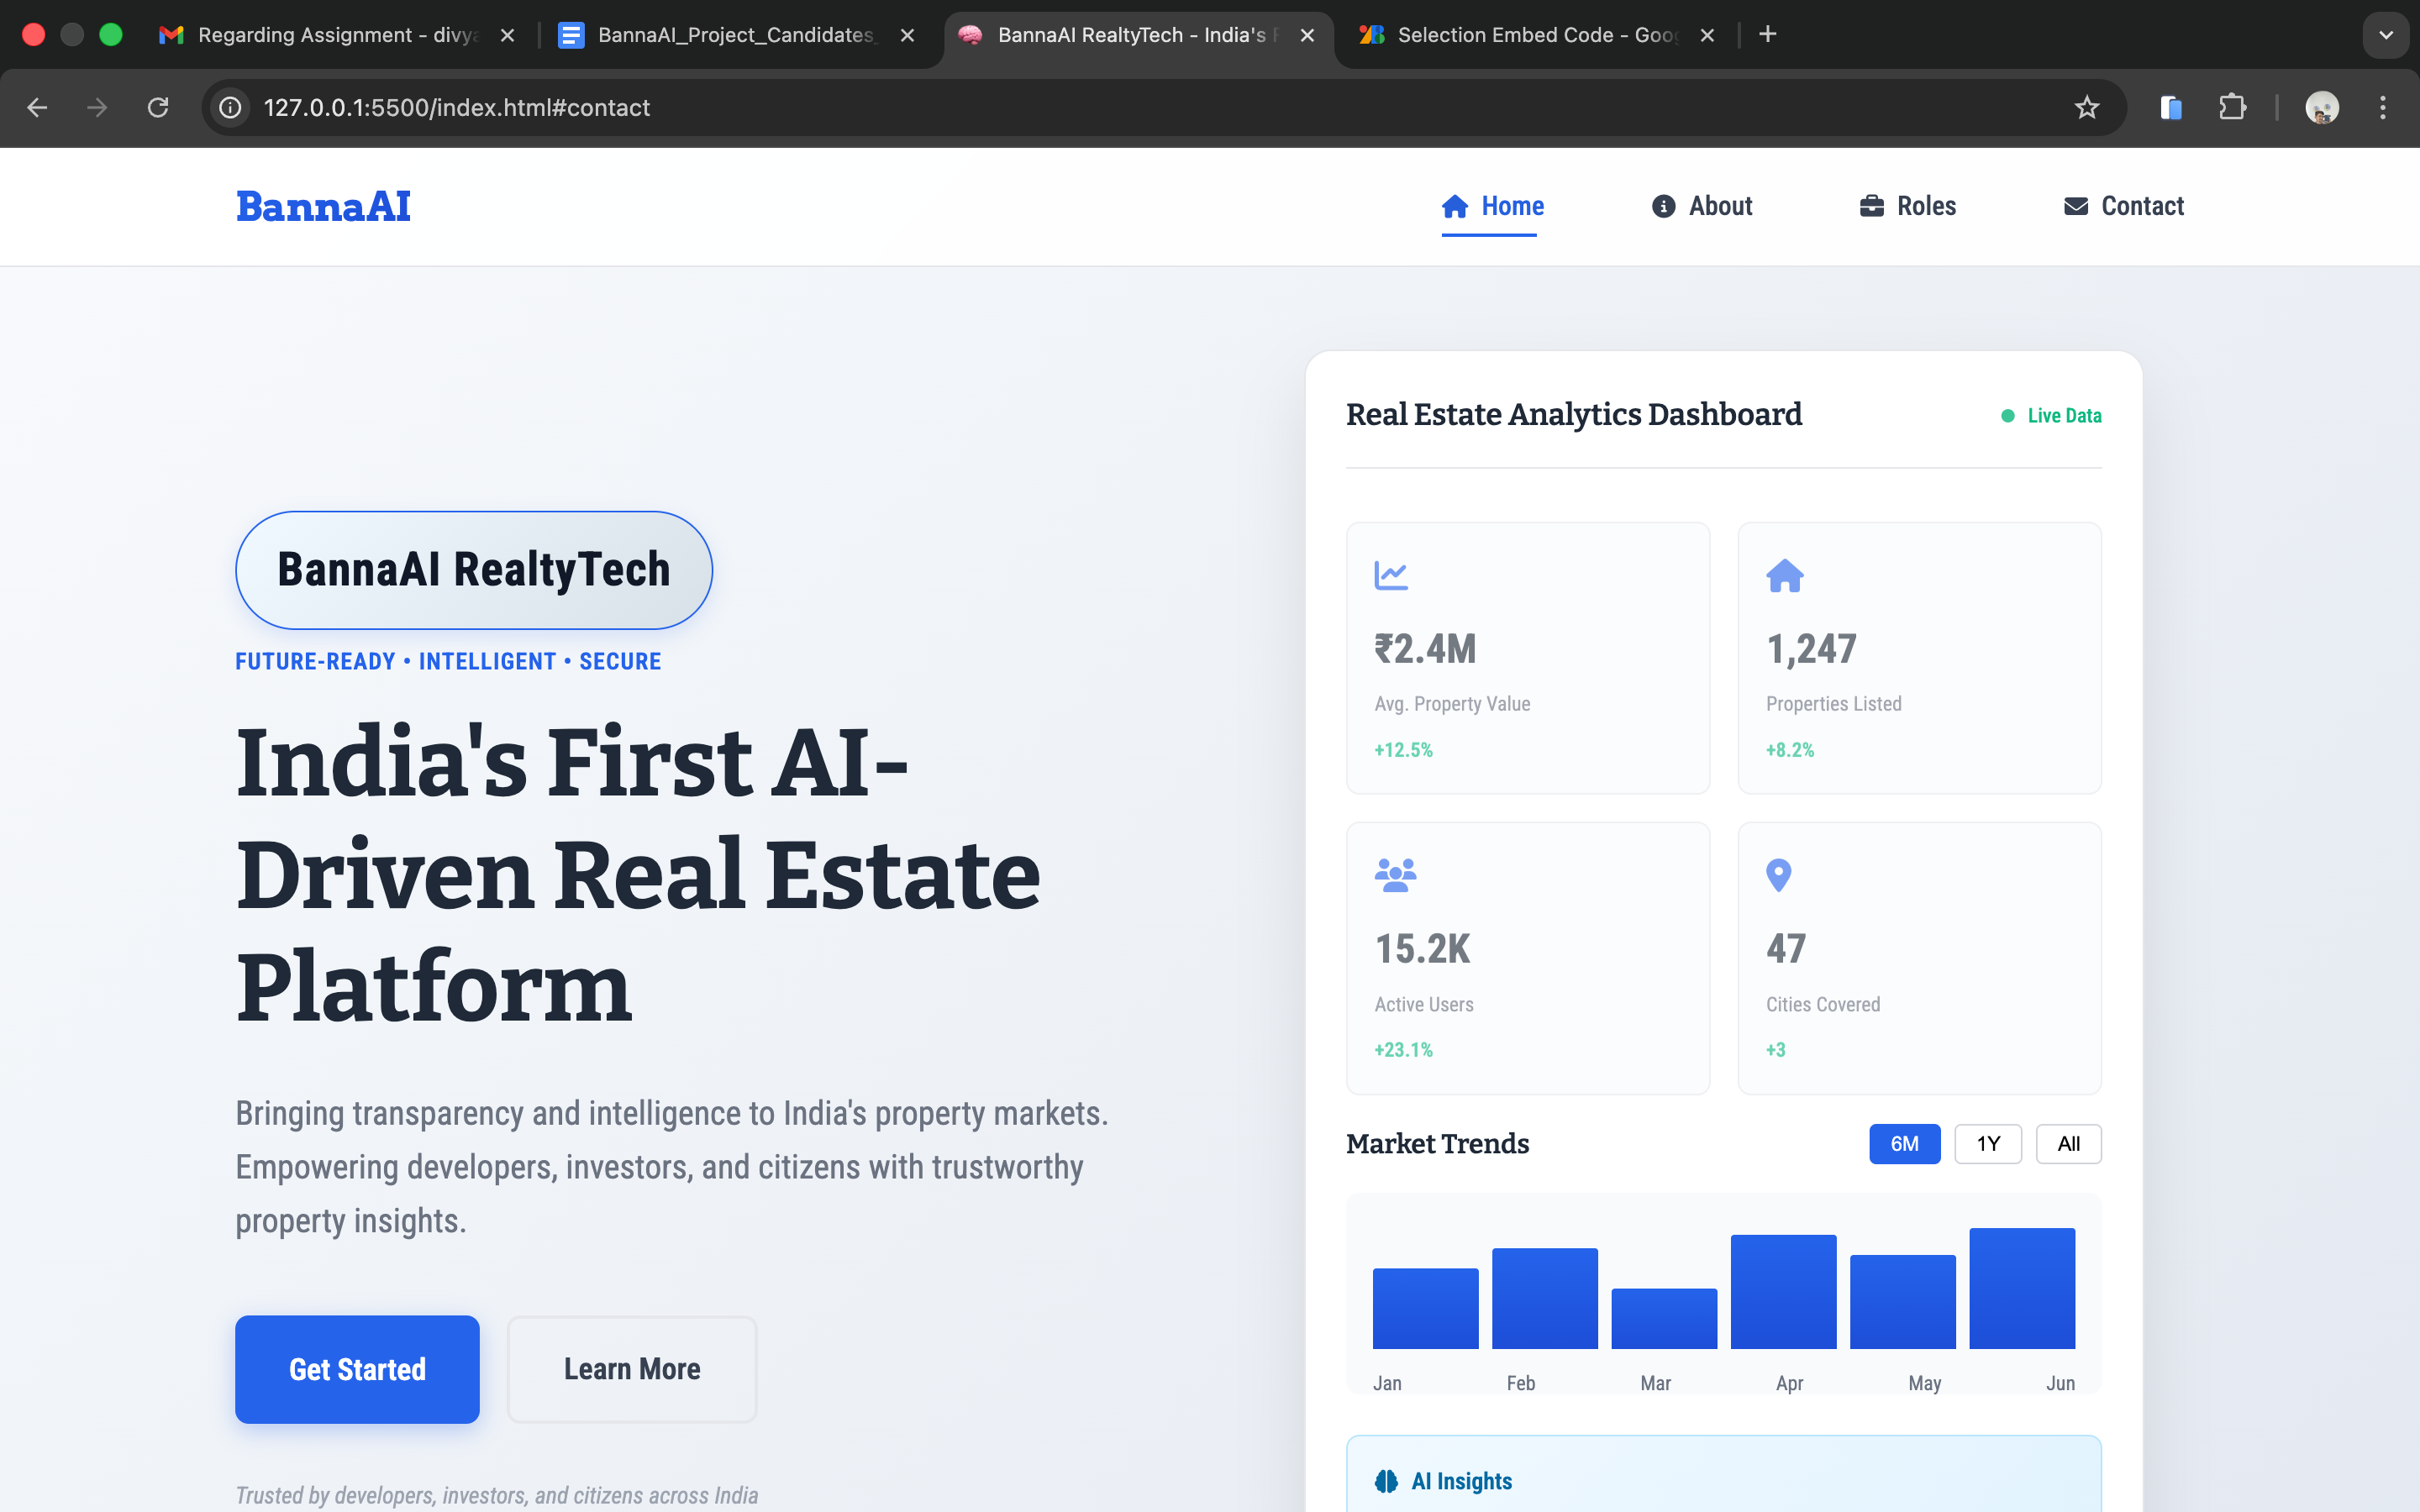 Regarding Assignment - divya
BannaAI_Project_Candidates_
BannaAI RealtyTech - India's F
Selection Embed Code - Goog
127.0.0.1:5500/index.html#contact
BannaAI
Home
About
Roles
Contact
BannaAI RealtyTech
FUTURE-READY • INTELLIGENT • SECURE
India's First AI-
Driven Real Estate
Platform
Bringing transparency and intelligence to India's property markets.
Empowering developers, investors, and citizens with trustworthy
property insights.
Get Started
Learn More
Trusted by developers, investors, and citizens across India
Real Estate Analytics Dashboard
Live Data
₹2.4M
Avg. Property Value
+12.5%
1,247
Properties Listed
+8.2%
15.2K
Active Users
+23.1%
47
Cities Covered
+3
Market Trends
6M
1Y
All
Jan
Feb
Mar
Apr
May
Jun
AI Insights